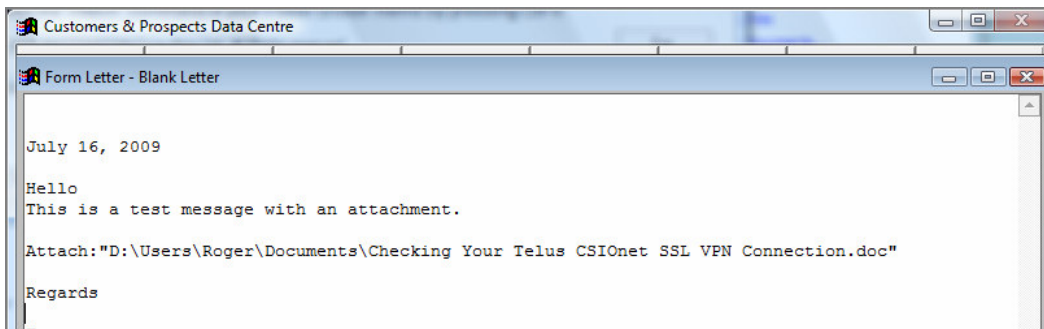 Customers & Prospects Data Centre
Form Letter - Blank Letter
July 16, 2009
Hello
This is a test message with an attachment.
Attach:"D:\Users\Roger\Documents\Checking Your Telus CSIOnet SSL VPN Connection.doc"
Regards